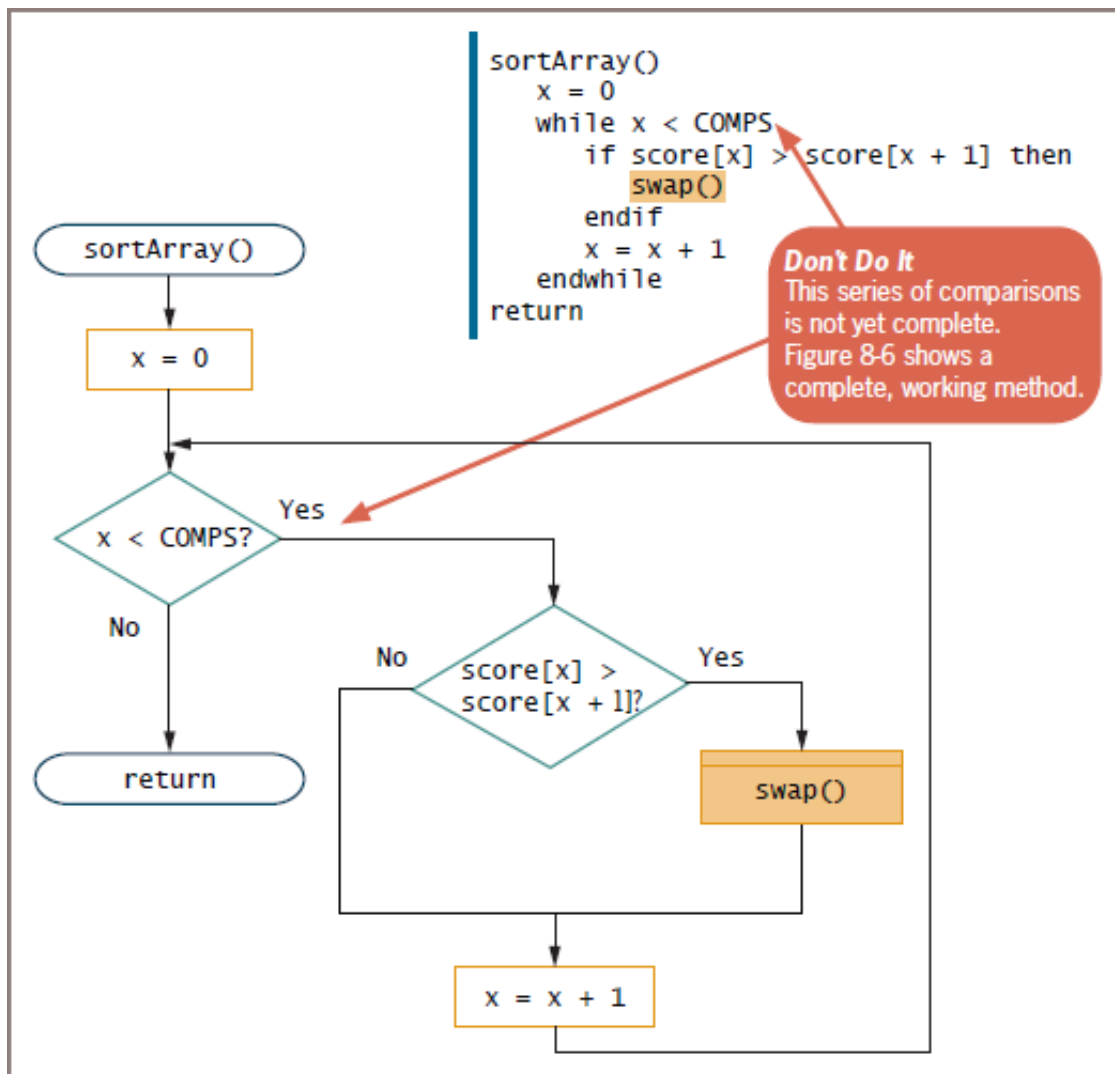 sortArray()
   x = 0
   while x < COMPS
      if score[x] > score[x + 1] then
         swap()
      endif
      x = x + 1
   endwhile
return
Don't Do It
This series of comparisons
is not yet complete.
Figure 8-6 shows a
complete, working method.
sortArray()
x = 0
x < COMPS?
Yes
No
return
score[x] >
score[x + 1]?
No
Yes
swap()
x = x + 1